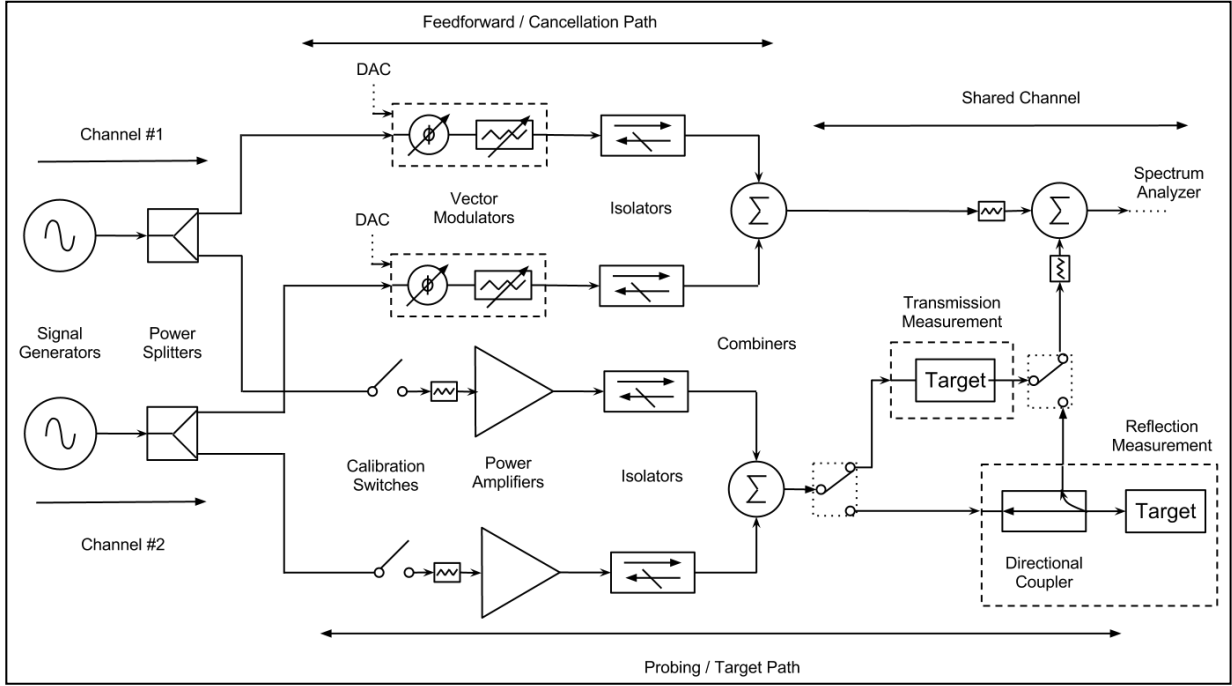 Feedforward / Cancellation Path
DAC
Shared Channel
Channel #1
Spectrum
Analyzer
Vector
Modulators
Isolators
Σ
Σ
DAC
ϕ
ϕ
Transmission
Measurement
Signal
Generators
Power
Splitters
Combiners
Target
Reflection
Measurement
Calibration
Switches
Power
Amplifiers
Isolators
Σ
Target
Channel #2
Directional
Coupler
Probing / Target Path